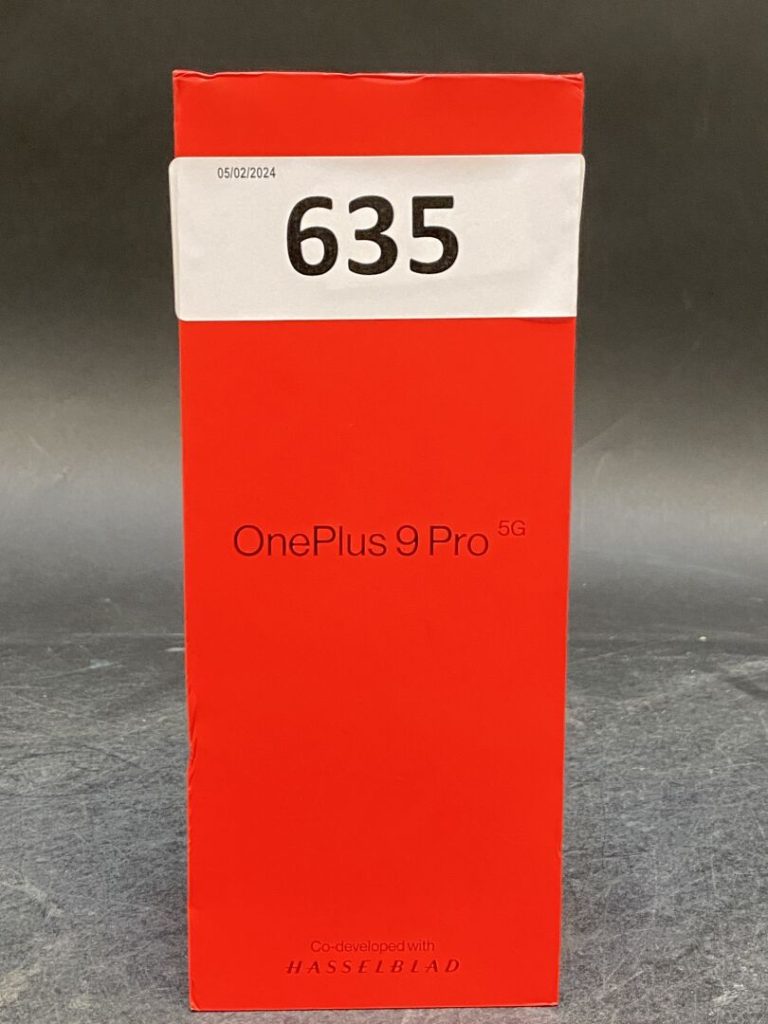 05/02/2024
635
OnePlus 9 Pro 5G
Co-developed with
HASSELBLAD